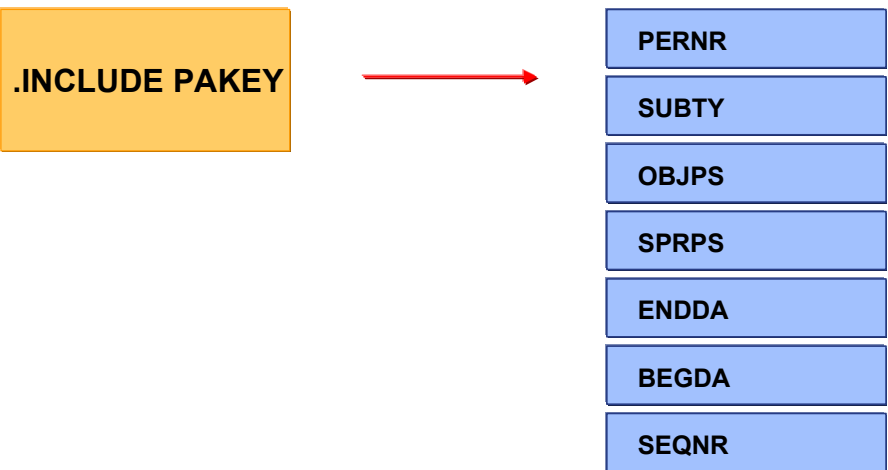 .INCLUDE PAKEY
PERNR
SUBTY
OBJPS
SPRPS
ENDDA
BEGDA
SEQNR